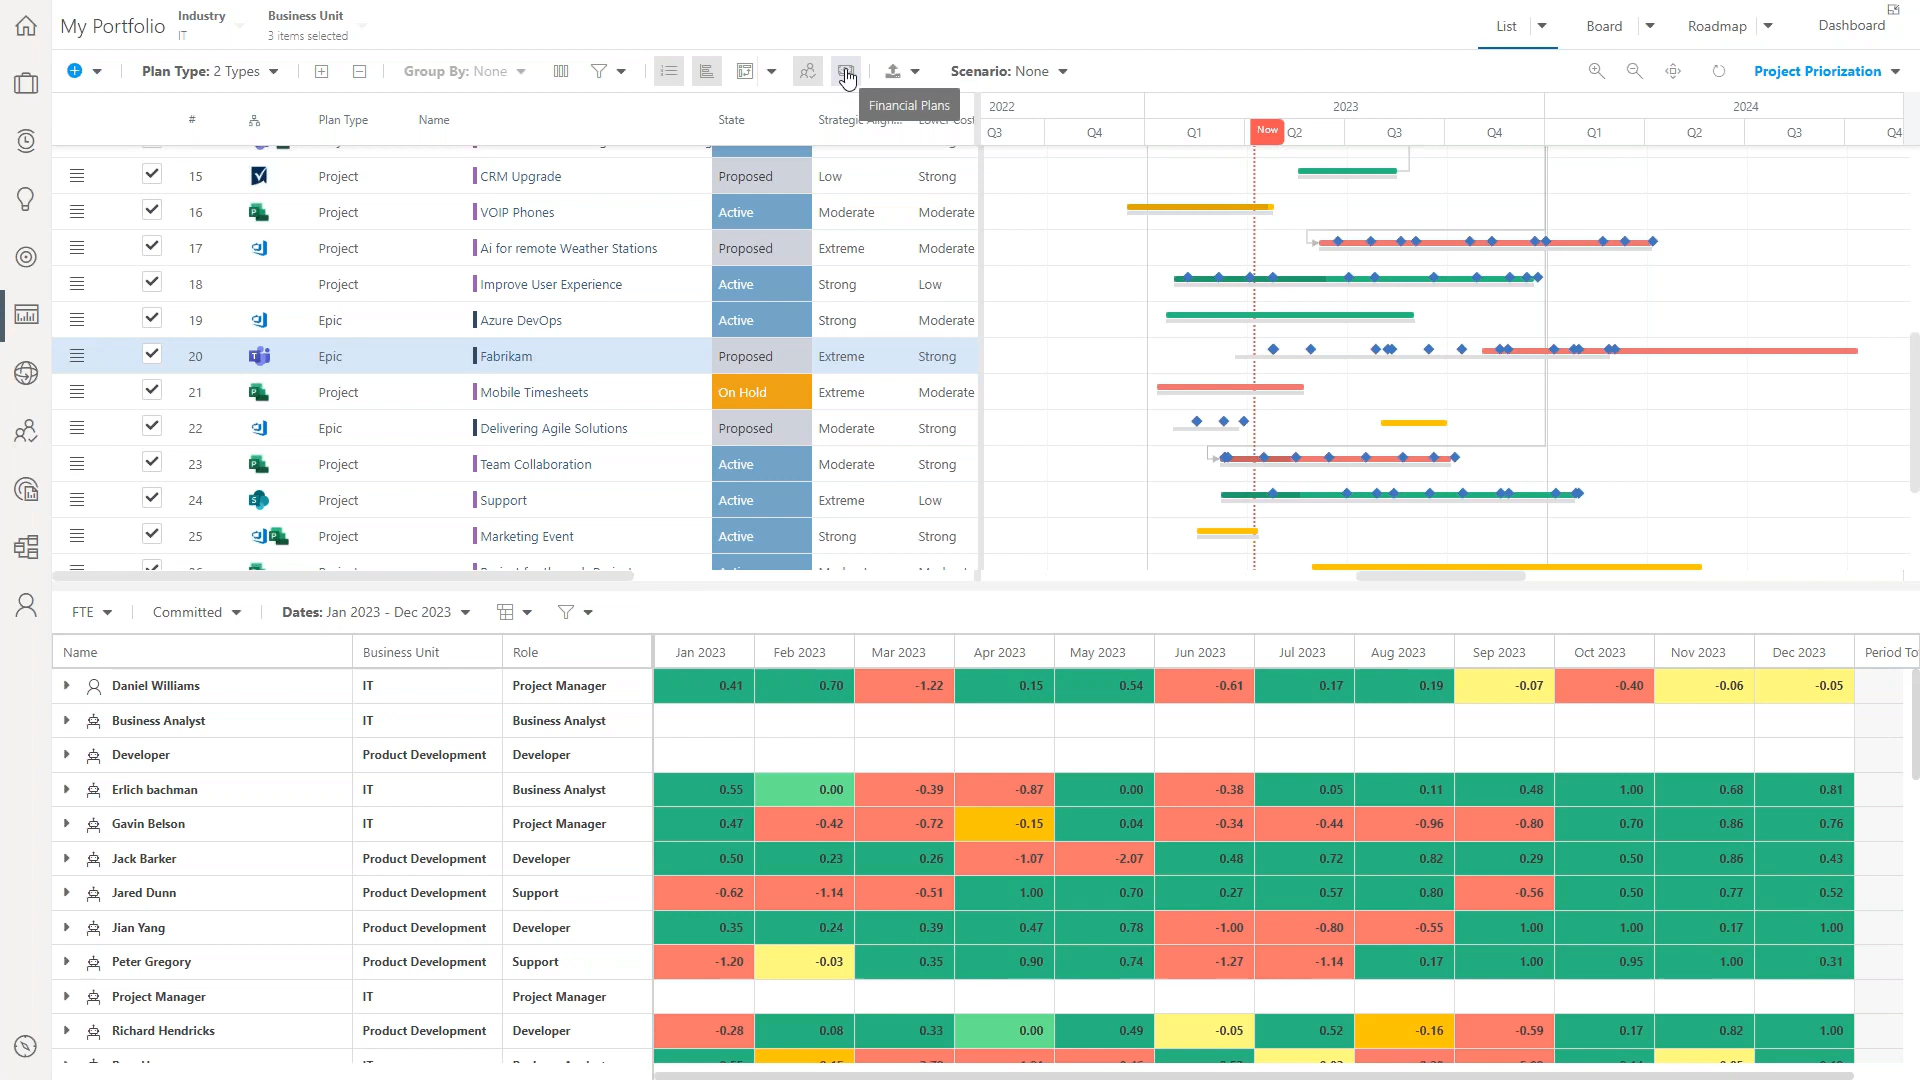 My Portfolio
Industry
IT
Business Unit
3 items selected
List
Board
Roadmap
Dashboard
Plan Type: 2 Types
Group By: None
Scenario: None
Project Priorization
Financial Plans
# Plan Type Name State Strategic Align... Lower Cost
2022 2023 2024
Q3 Q4 Q1 Now Q2 Q3 Q4 Q1 Q2 Q3 Q4
15 Project CRM Upgrade Proposed Low Strong
16 Project VOIP Phones Active Moderate Moderate
17 Project Ai for remote Weather Stations Proposed Extreme Moderate
18 Project Improve User Experience Active Strong Low
19 Epic Azure DevOps Active Strong Moderate
20 Epic Fabrikam Proposed Extreme Strong
21 Project Mobile Timesheets On Hold Extreme Moderate
22 Epic Delivering Agile Solutions Proposed Moderate Strong
23 Project Team Collaboration Active Moderate Strong
24 Project Support Active Extreme Low
25 Project Marketing Event Active Strong Strong
FTE Committed Dates: Jan 2023 - Dec 2023
Name Business Unit Role Jan 2023 Feb 2023 Mar 2023 Apr 2023 May 2023 Jun 2023 Jul 2023 Aug 2023 Sep 2023 Oct 2023 Nov 2023 Dec 2023 Period To
Daniel Williams IT Project Manager 0.41 0.70 -1.22 0.15 0.54 -0.61 0.17 0.19 -0.07 -0.40 -0.06 -0.05
Business Analyst IT Business Analyst
Developer Product Development Developer
Erlich bachman IT Business Analyst 0.55 0.00 -0.39 -0.87 0.00 -0.38 0.05 0.11 0.48 1.00 0.68 0.81
Gavin Belson IT Project Manager 0.47 -0.42 -0.72 -0.15 0.04 -0.34 -0.44 -0.96 -0.80 0.70 0.86 0.76
Jack Barker Product Development Developer 0.50 0.23 0.26 -1.07 -2.07 0.48 0.72 0.82 0.29 0.50 0.86 0.43
Jared Dunn Product Development Support -0.62 -1.14 -0.51 1.00 0.70 0.27 0.57 0.80 -0.56 0.50 0.77 0.52
Jian Yang Product Development Developer 0.35 0.24 0.39 0.47 0.78 -1.00 -0.80 -0.55 1.00 1.00 0.17 1.00
Peter Gregory Product Development Support -1.20 -0.03 0.35 0.90 0.74 -1.27 -1.14 0.17 1.00 0.95 1.00 0.31
Project Manager IT Project Manager
Richard Hendricks Product Development Developer -0.28 0.08 0.33 0.00 0.49 -0.05 0.52 -0.16 -0.59 0.17 0.82 1.00